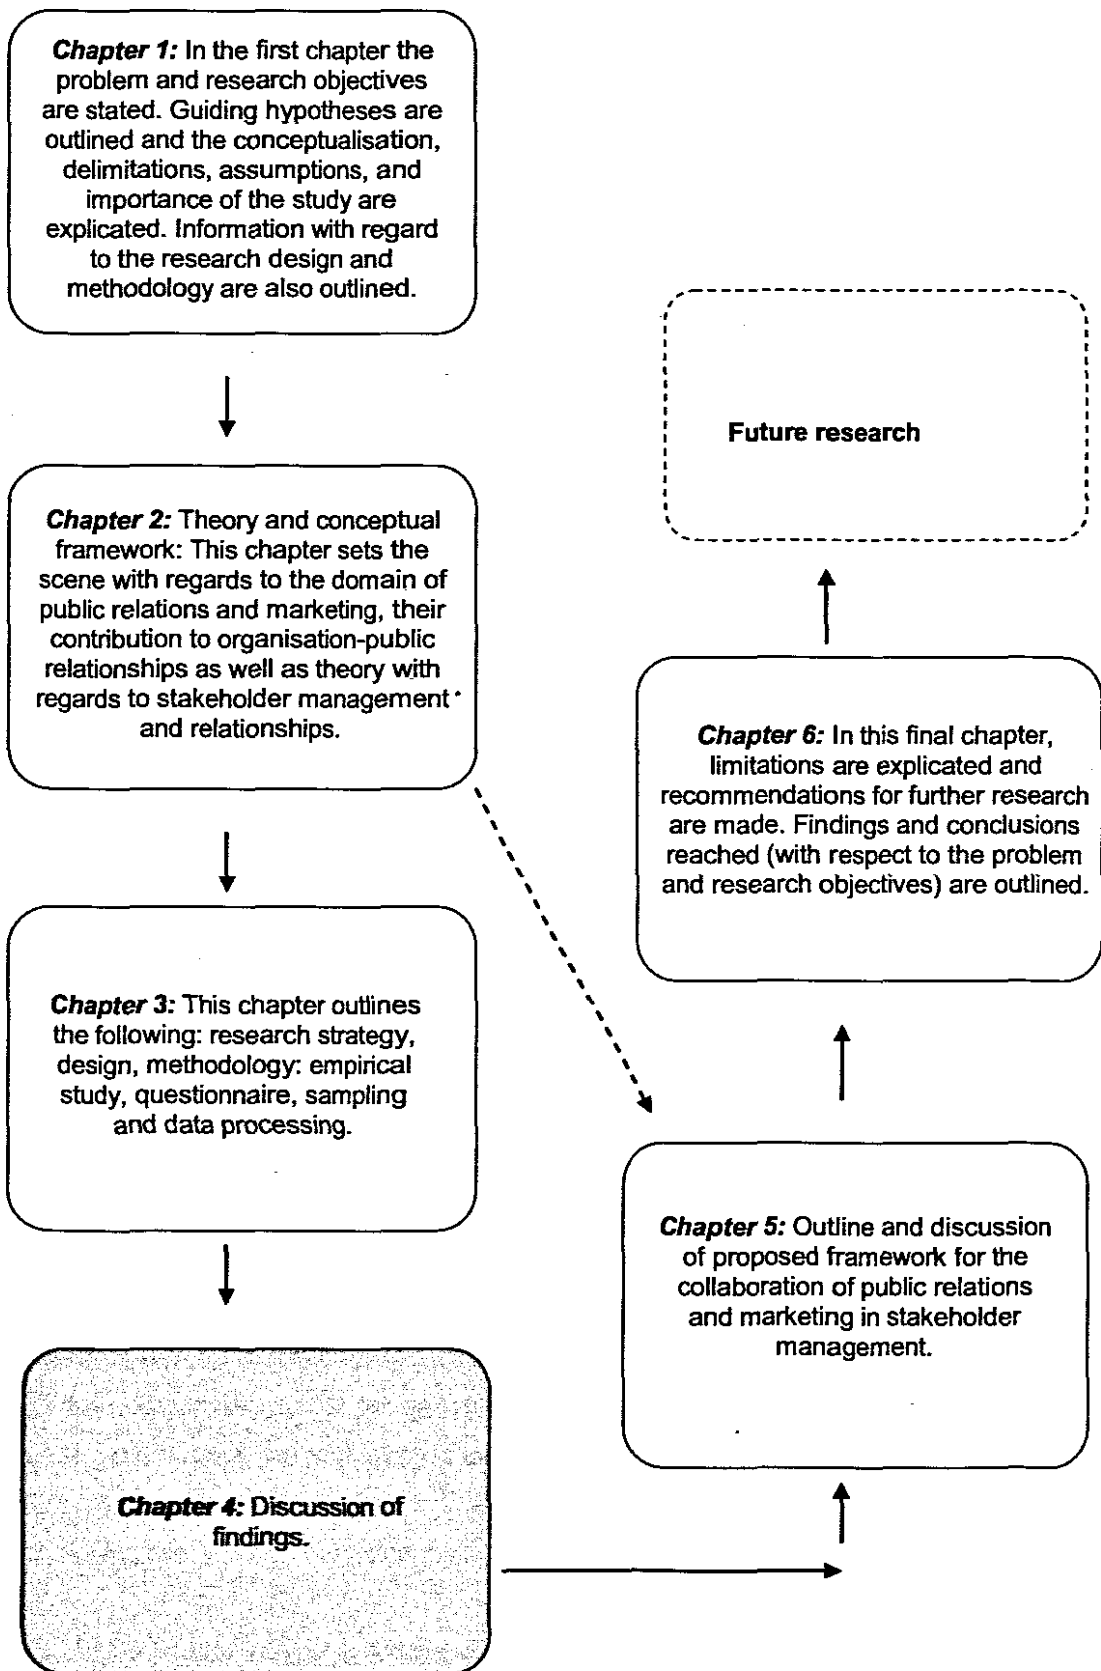 Chapter 1: In the first chapter the
problem and research objectives
are stated. Guiding hypotheses are
outlined and the conceptualisation,
delimitations, assumptions, and
importance of the study are
explicated. Information with regard
to the research design and
methodology are also outlined.
Chapter 2: Theory and conceptual
framework: This chapter sets the
scene with regards to the domain of
public relations and marketing, their
contribution to organisation-public
relationships as well as theory with
regards to stakeholder management
and relationships.
Chapter 3: This chapter outlines
the following: research strategy,
design, methodology: empirical
study, questionnaire, sampling
and data processing.
Chapter 4: Discussion of
findings.
Chapter 5: Outline and discussion
of proposed framework for the
collaboration of public relations
and marketing in stakeholder
management.
Chapter 6: In this final chapter,
limitations are explicated and
recommendations for further research
are made. Findings and conclusions
reached (with respect to the problem
and research objectives) are outlined.
Future research